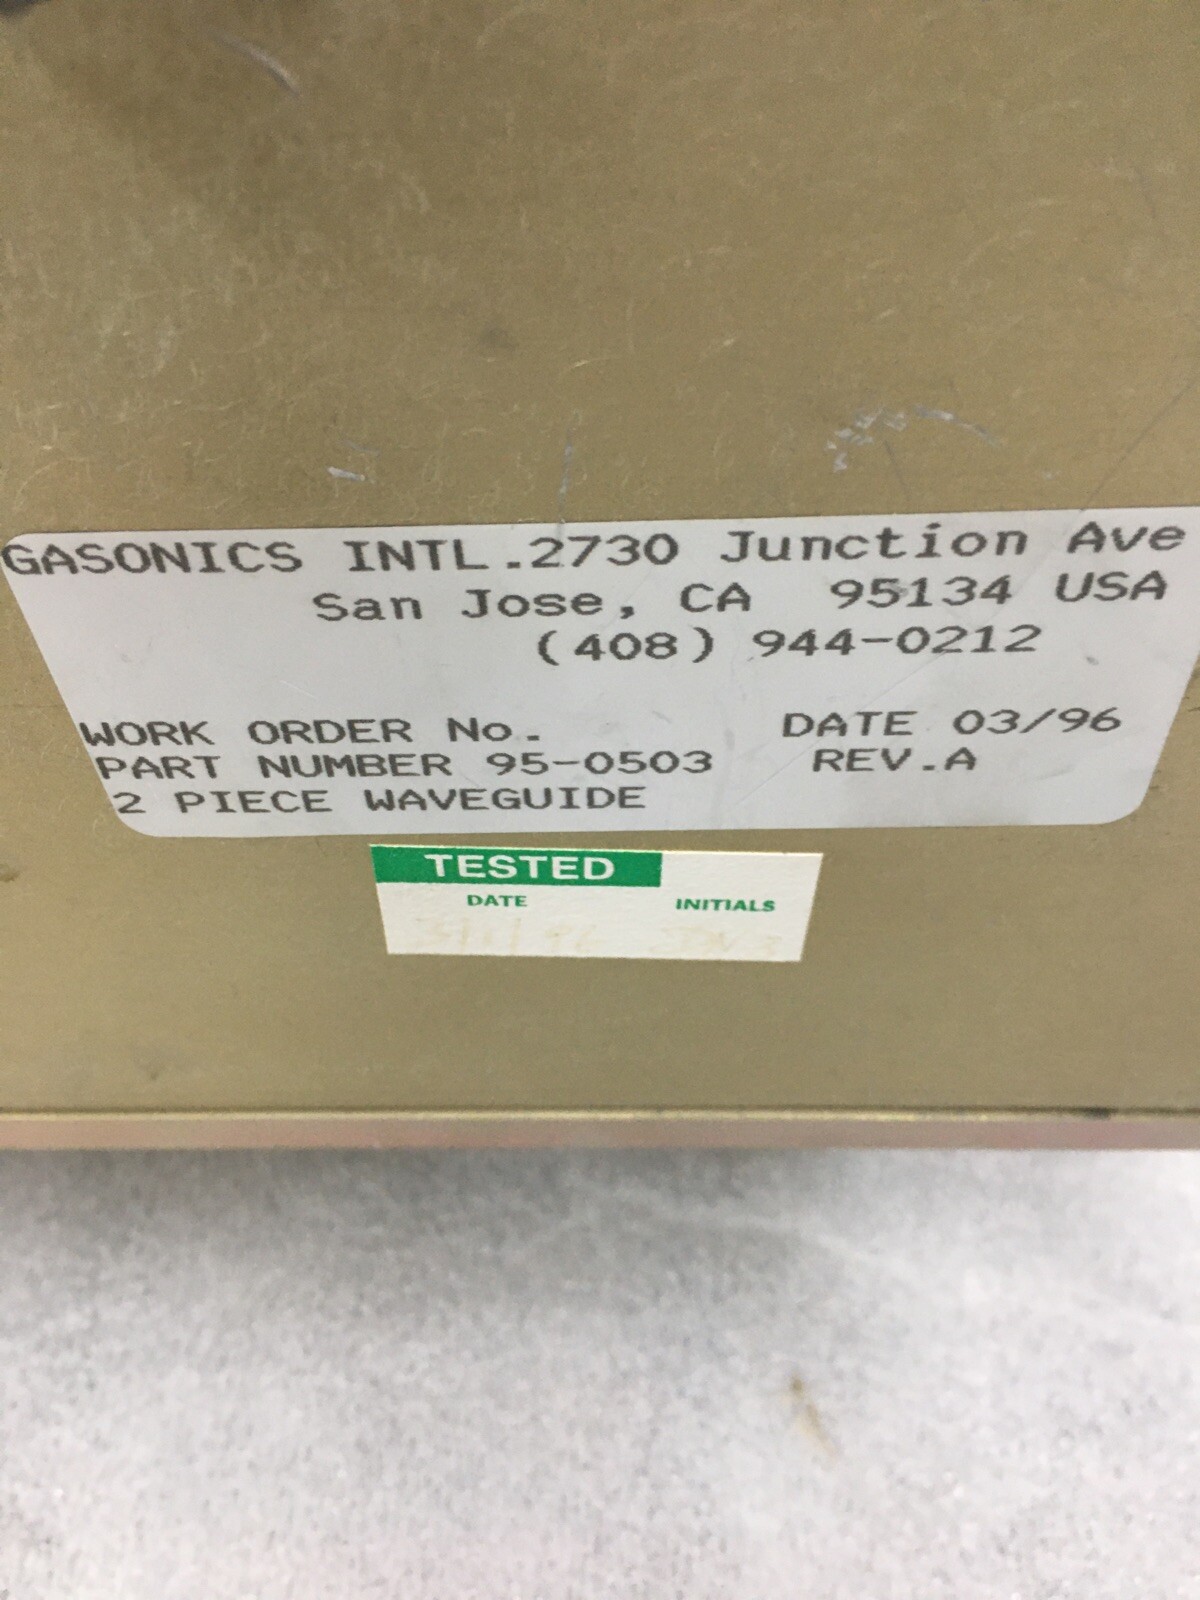 GASONICS INTL.2730 Junction Ave
San Jose, CA 95134 USA
(408) 944-0212
WORK ORDER No. DATE 03/96
PART NUMBER 95-0503 REV.A
2 PIECE WAVEGUIDE
TESTED
DATE INITIALS